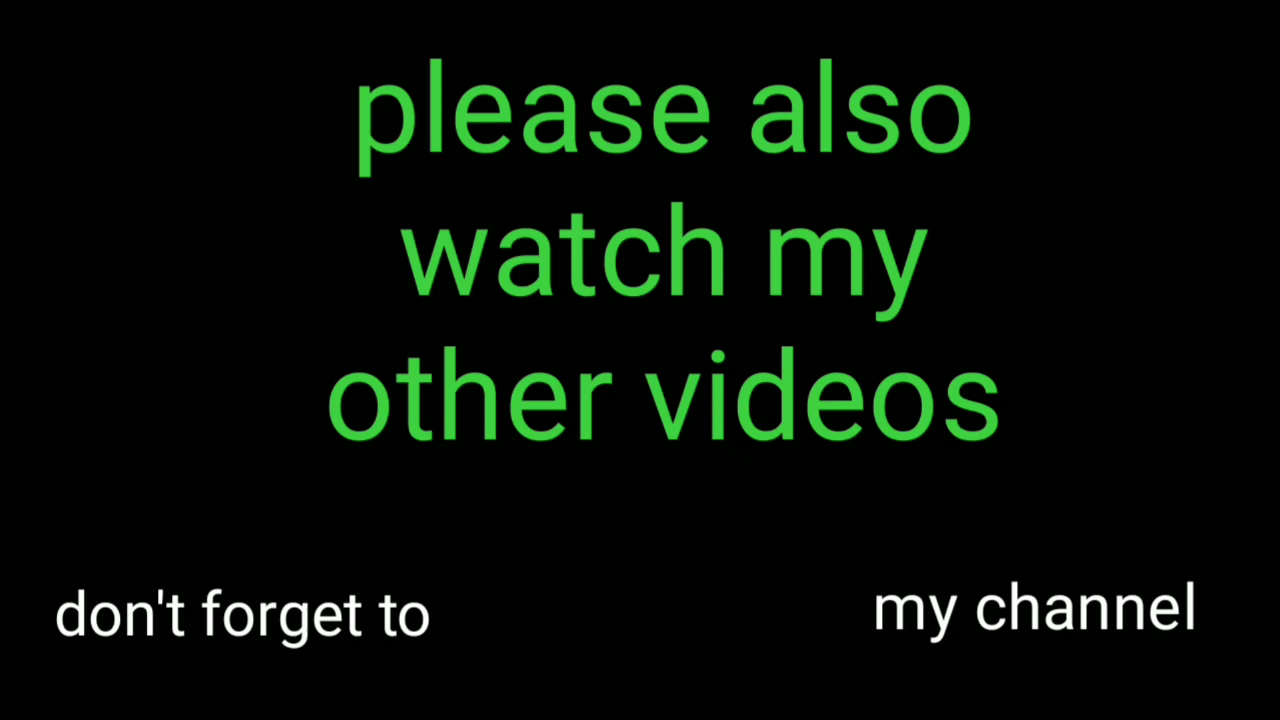 please also
watch my
other videos
don't forget to
my channel